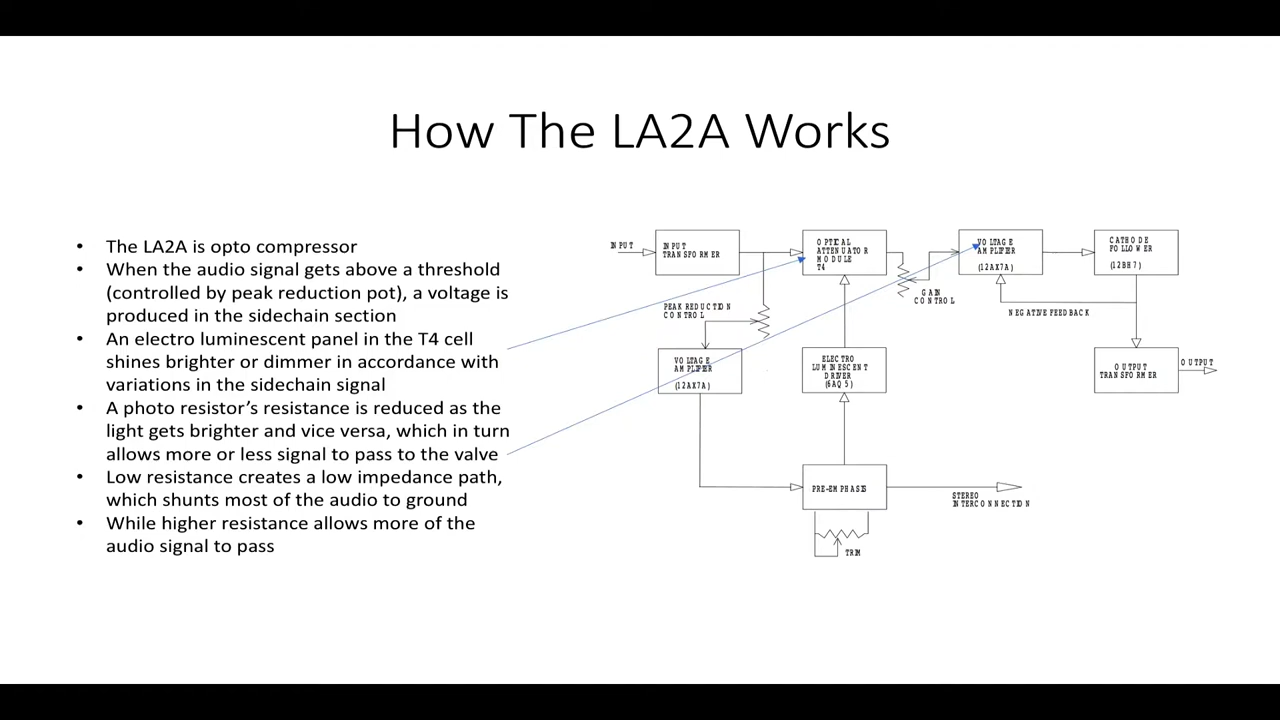 How The LA2A Works
• The LA2A is opto compressor
• When the audio signal gets above a threshold
(controlled by peak reduction pot), a voltage is
produced in the sidechain section
• An electro luminescent panel in the T4 cell
shines brighter or dimmer in accordance with
variations in the sidechain signal
• A photo resistor’s resistance is reduced as the
light gets brighter and vice versa, which in turn
allows more or less signal to pass to the valve
• Low resistance creates a low impedance path,
which shunts most of the audio to ground
• While higher resistance allows more of the
audio signal to pass
INPUT
INPUT
TRANSFORMER
OPTICAL
ATTENUATOR
MODULE
T4
VOLTAGE
AMPLIFIER
(12AX7A)
CATHODE
FOLLOWER
(12BH7)
GAIN
CONTROL
PEAK REDUCTION
CONTROL
NEGATIVE FEEDBACK
VOLTAGE
AMPLIFIER
(12AX7A)
ELECTRO
LUMINESCENT
DRIVER
(6AQ5)
OUTPUT
TRANSFORMER
OUTPUT
PRE-EMPHASIS
STEREO
INTERCONNECTION
TRIM